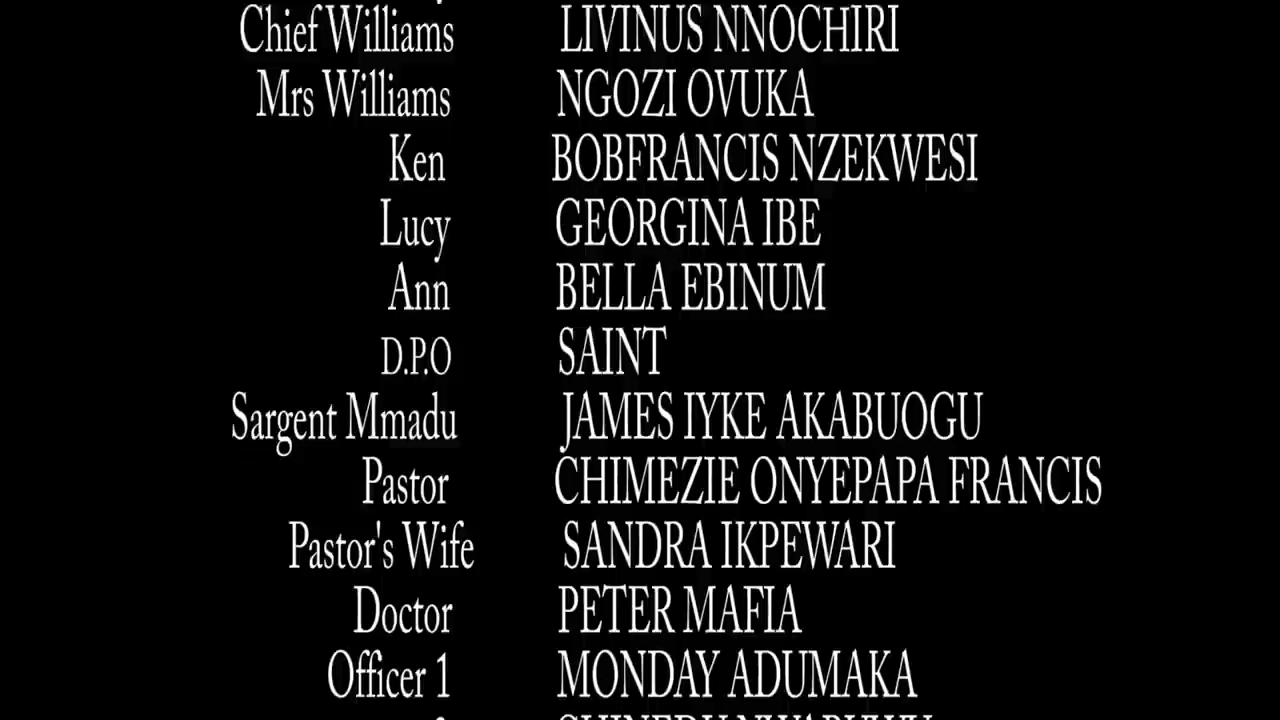 Chief Williams LIVINUS NNOCHIRI
Mrs Williams NGOZI OVUKA
Ken BOBFRANCIS NZEKWESI
Lucy GEORGINA IBE
Ann BELLA EBINUM
D.P.O SAINT
Sargent Mmadu JAMES IYKE AKABUOGU
Pastor CHIMEZIE ONYEPAPA FRANCIS
Pastor's Wife SANDRA IKPEWARI
Doctor PETER MAFIA
Officer 1 MONDAY ADUMAKA